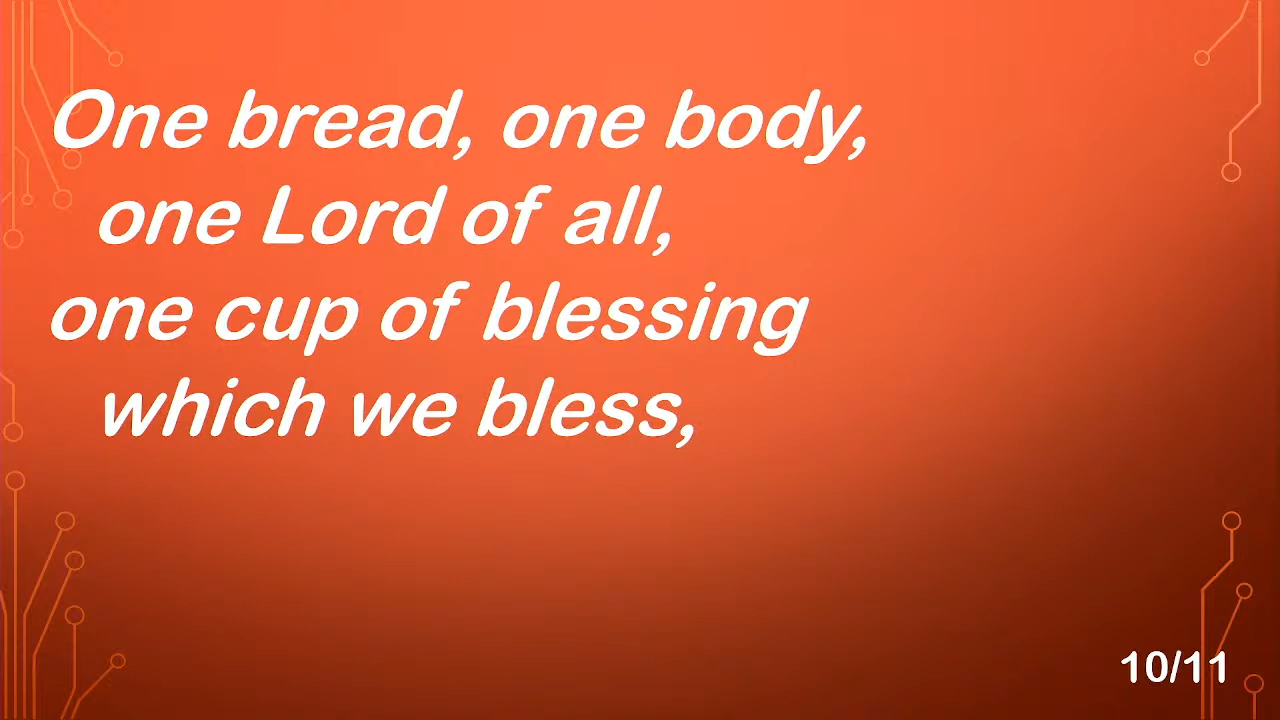 One bread, one body,
one Lord of all,
one cup of blessing
which we bless,
10/11